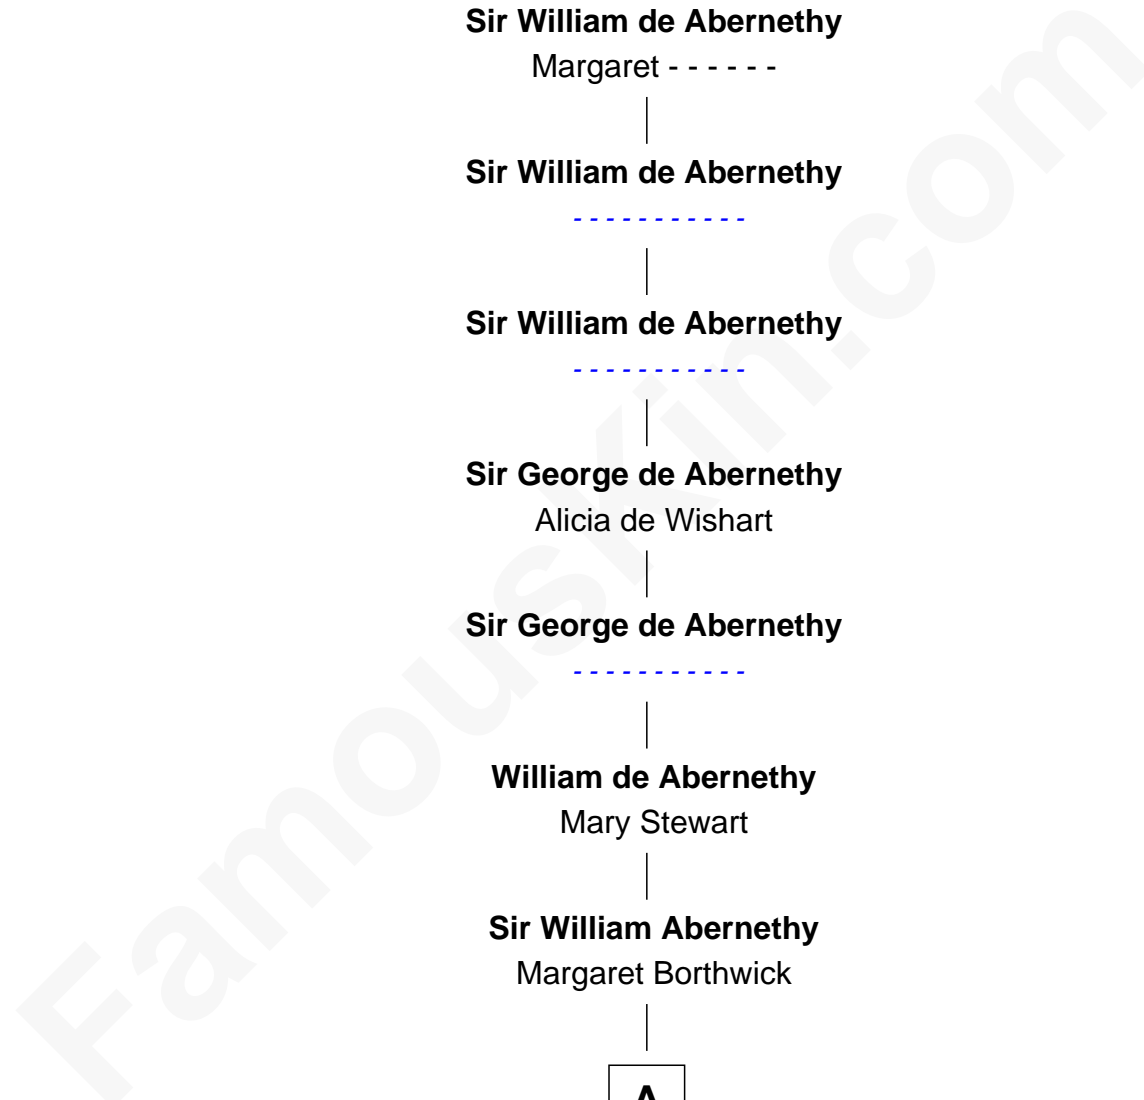 Sir William de Abernethy
Margaret - - - - - -
Sir William de Abernethy
- - - - - - - - - - -
Sir William de Abernethy
- - - - - - - - - - -
Sir George de Abernethy
Alicia de Wishart
Sir George de Abernethy
- - - - - - - - - - -
William de Abernethy
Mary Stewart
Sir William Abernethy
Margaret Borthwick
A
FamousKin.com